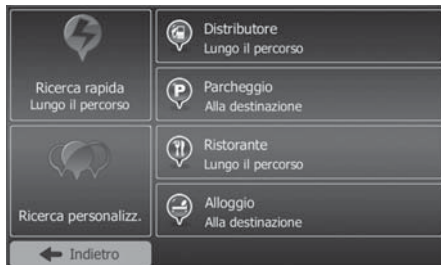 Ricerca rapida
Lungo il percorso
Ricerca personalizz.
Indietro
Distributore
Lungo il percorso
P
Parcheggio
Alla destinazione
Ristorante
Lungo il percorso
Alloggio
Alla destinazione